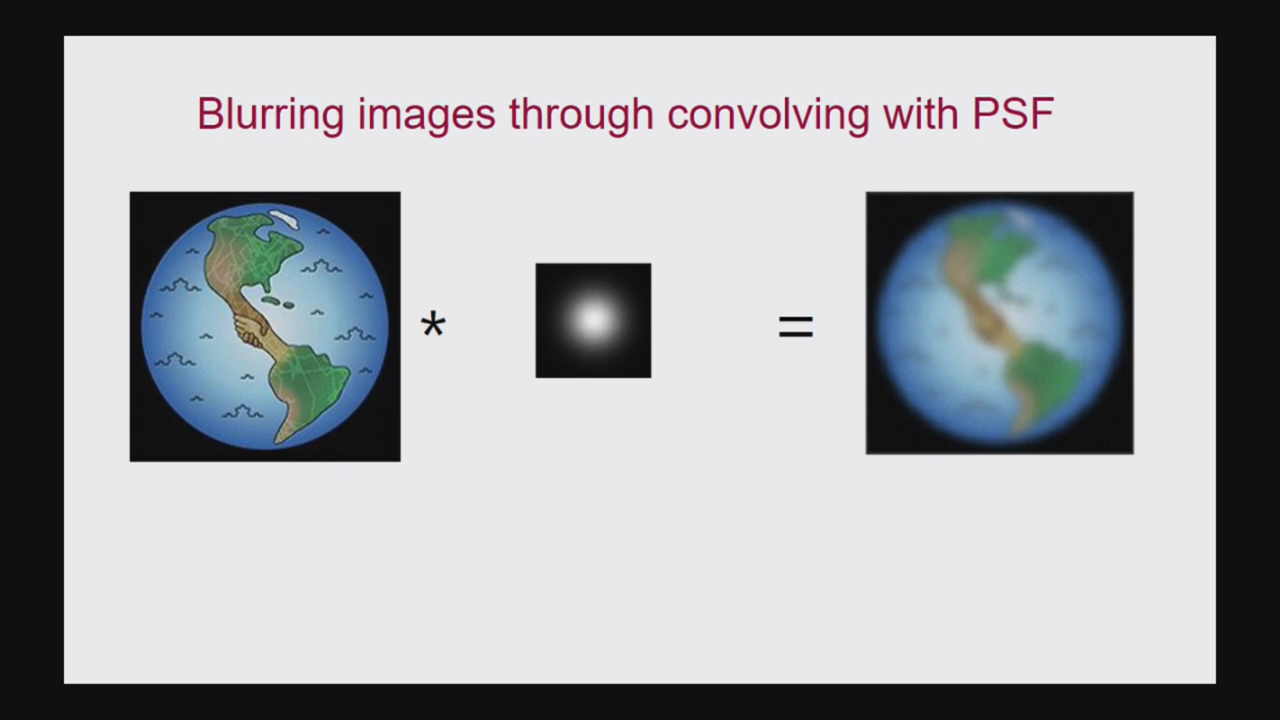 Blurring images through convolving with PSF
* =